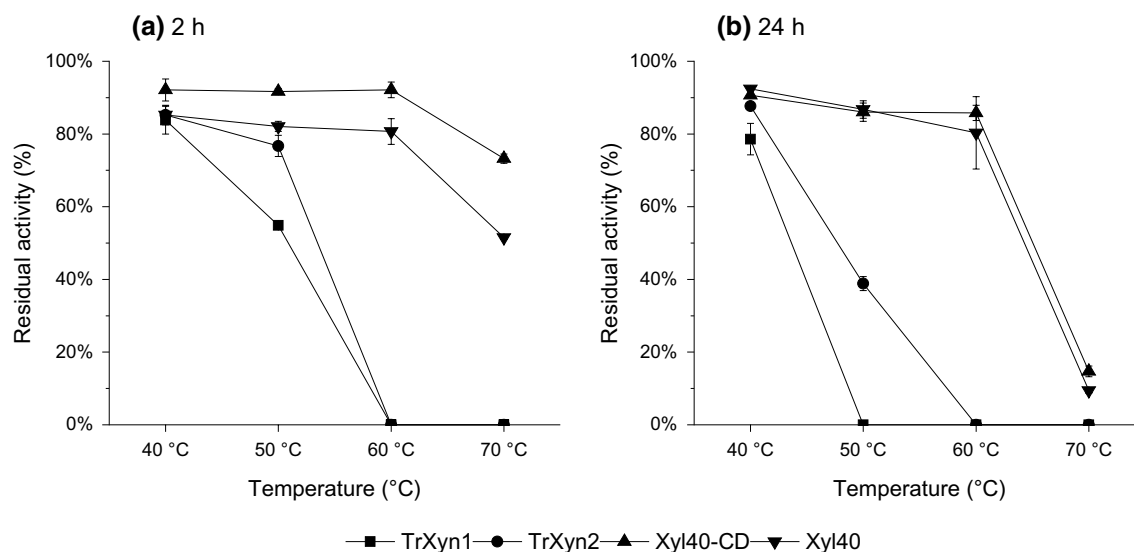 (a) 2 h
100%
80%
60%
40%
20%
0%
Residual activity (%)
40 °C 50 °C 60 °C 70 °C
Temperature (°C)
(b) 24 h
100%
80%
60%
40%
20%
0%
Residual activity (%)
40 °C 50 °C 60 °C 70 °C
Temperature (°C)
TrXyn1 TrXyn2 Xyl40-CD Xyl40